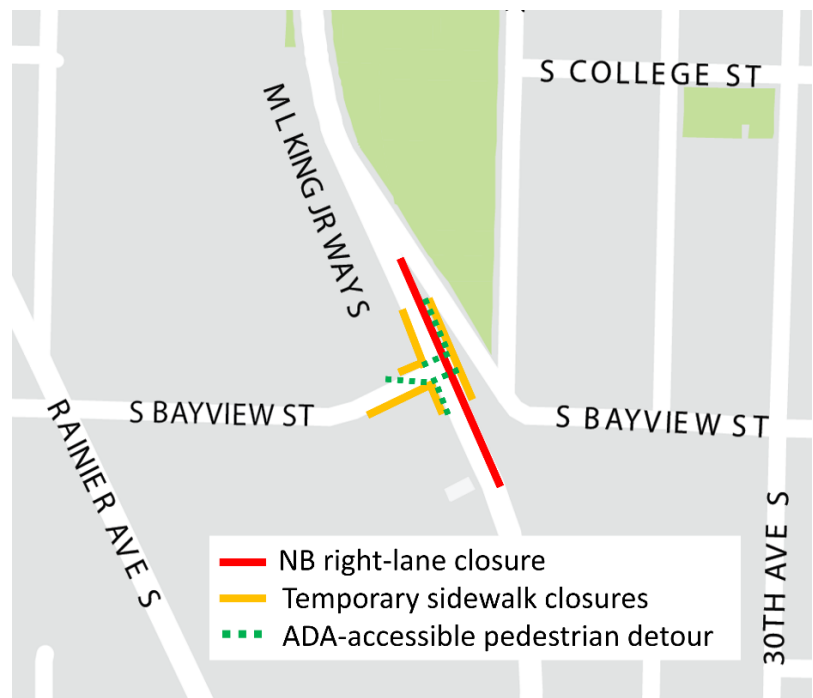 S COLLEGE ST
M L KING JR WAY S
S BAYVIEW ST
S BAYVIEW ST
RAINIER AVE S
30TH AVE S
NB right-lane closure
Temporary sidewalk closures
ADA-accessible pedestrian detour